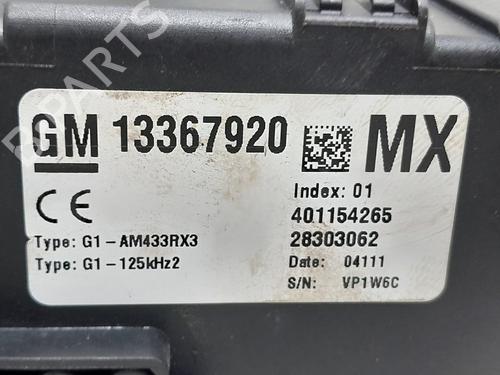 GM 13367920 MX
Index: 01
CE 401154265
Type: G1-AM433RX3 28303062
Type: G1-125kHz2 Date: 04111
S/N: VP1W6C
B-PARTS